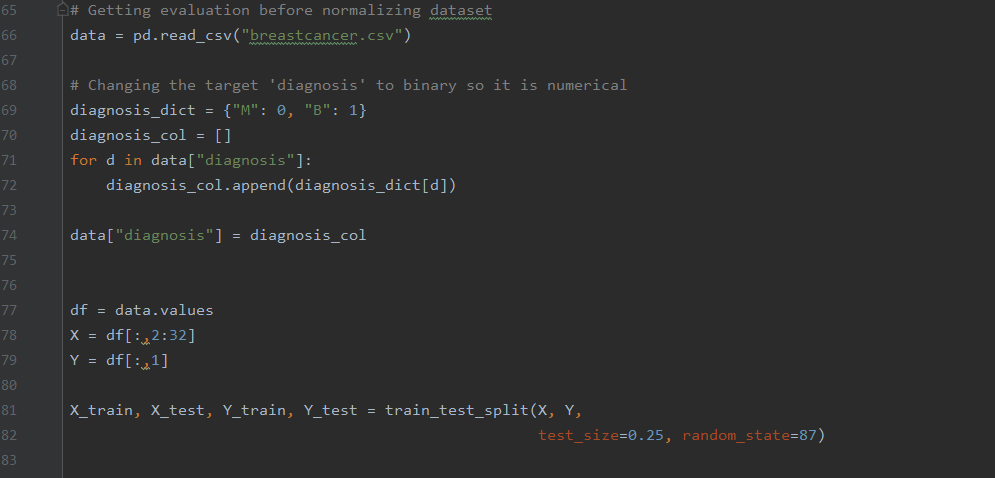 65 # Getting evaluation before normalizing dataset
66 data = pd.read_csv("breastcancer.csv")
67
68 # Changing the target 'diagnosis' to binary so it is numerical
69 diagnosis_dict = {"M": 0, "B": 1}
70 diagnosis_col = []
71 for d in data["diagnosis"]:
72     diagnosis_col.append(diagnosis_dict[d])
73
74 data["diagnosis"] = diagnosis_col
75
76
77 df = data.values
78 X = df[:,2:32]
79 Y = df[:,1]
80
81 X_train, X_test, Y_train, Y_test = train_test_split(X, Y,
82                                                     test_size=0.25, random_state=87)
83